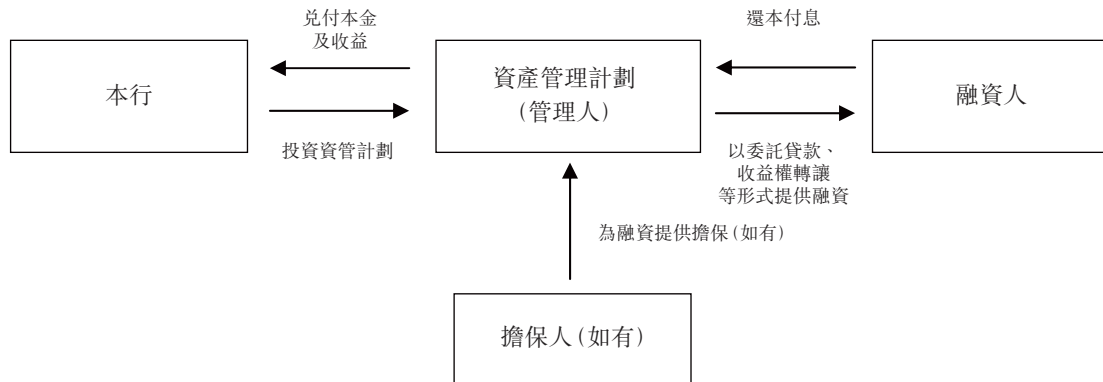 兑付本金
及收益
還本付息
本行
資產管理計劃
(管理人)
融資人
投資資管計劃
以委託貸款、
收益權轉讓
等形式提供融資
為融資提供擔保(如有)
擔保人(如有)